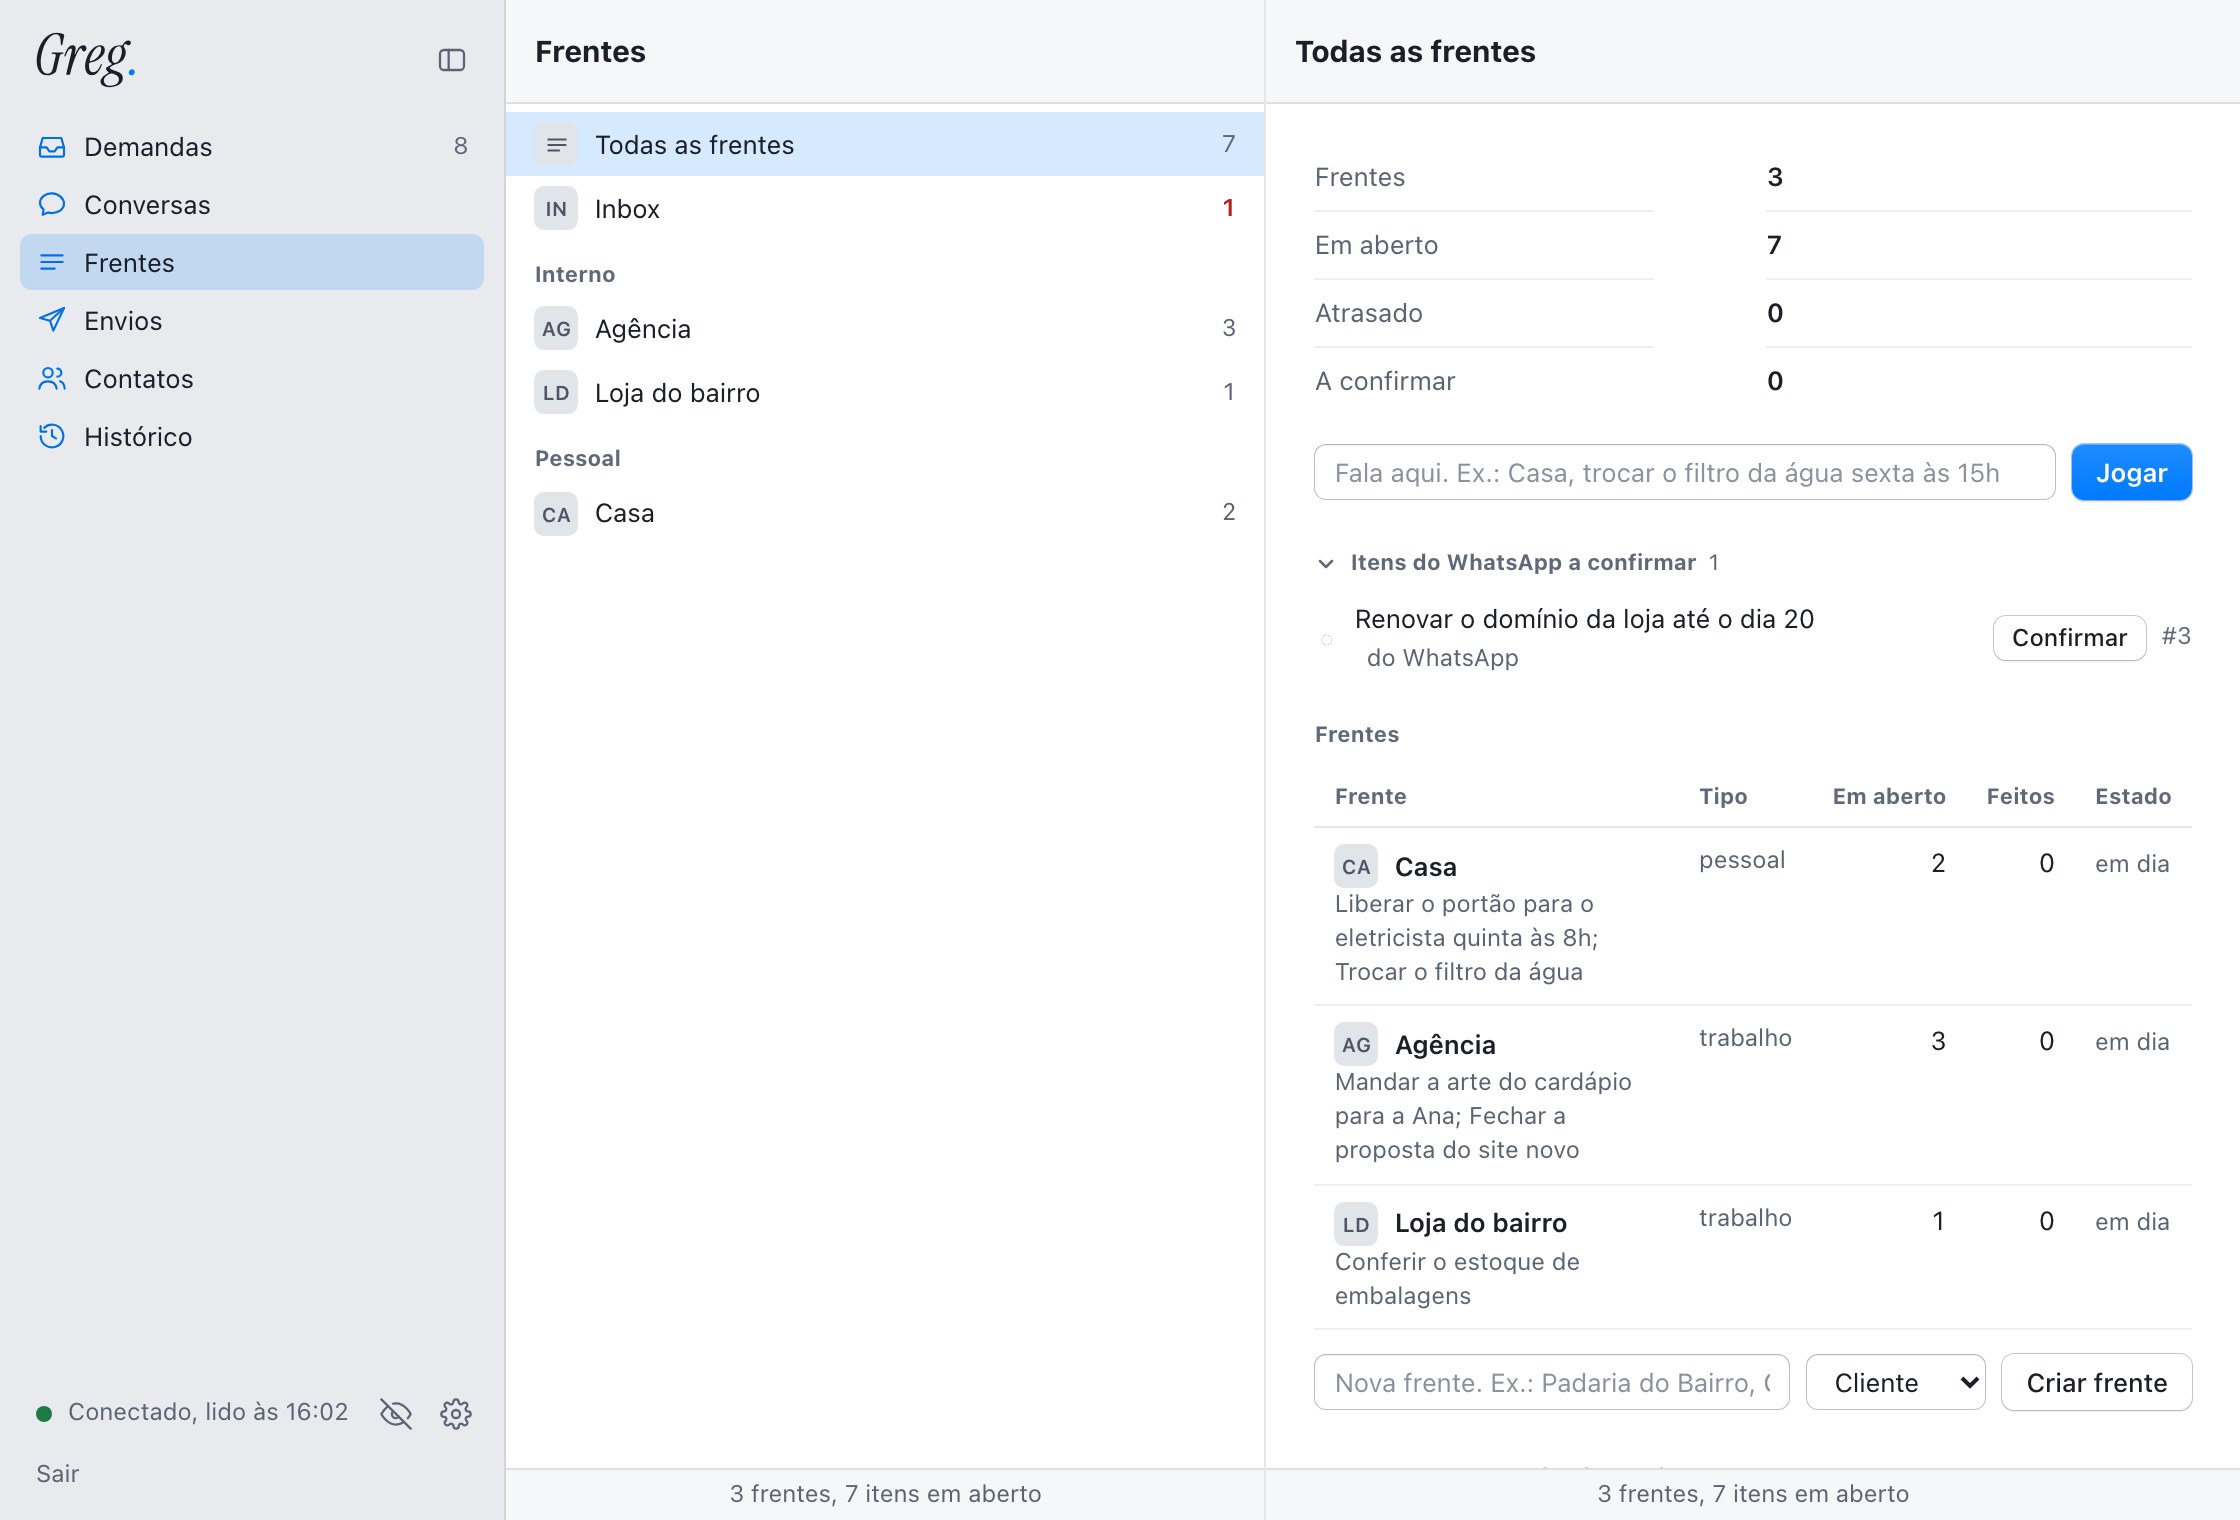 Greg.
Demandas 8
Conversas
Frentes
Envios
Contatos
Histórico
Conectado, lido às 16:02
Sair
Frentes
Todas as frentes 7
IN Inbox 1
Interno
AG Agência 3
LD Loja do bairro 1
Pessoal
CA Casa 2
3 frentes, 7 itens em aberto
Todas as frentes
Frentes 3
Em aberto 7
Atrasado 0
A confirmar 0
Fala aqui. Ex.: Casa, trocar o filtro da água sexta às 15h
Jogar
Itens do WhatsApp a confirmar 1
Renovar o domínio da loja até o dia 20
do WhatsApp
Confirmar #3
Frentes
Frente Tipo Em aberto Feitos Estado
CA Casa pessoal 2 0 em dia
Liberar o portão para o
eletricista quinta às 8h;
Trocar o filtro da água
AG Agência trabalho 3 0 em dia
Mandar a arte do cardápio
para a Ana; Fechar a
proposta do site novo
LD Loja do bairro trabalho 1 0 em dia
Conferir o estoque de
embalagens
Nova frente. Ex.: Padaria do Bairro,
Cliente
Criar frente
3 frentes, 7 itens em aberto